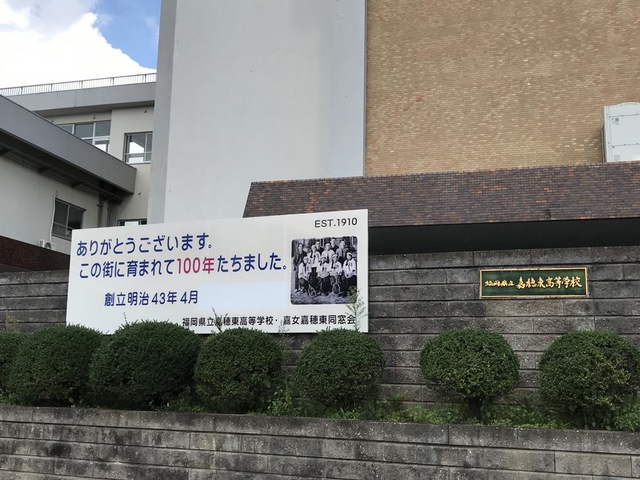 EST.1910
ありがとうございます。
この街に育まれて100年たちました。
創立明治43年4月
福岡県立嘉穂東高等学校・嘉女嘉穂東同窓会
福岡県立 嘉穂東高等学校